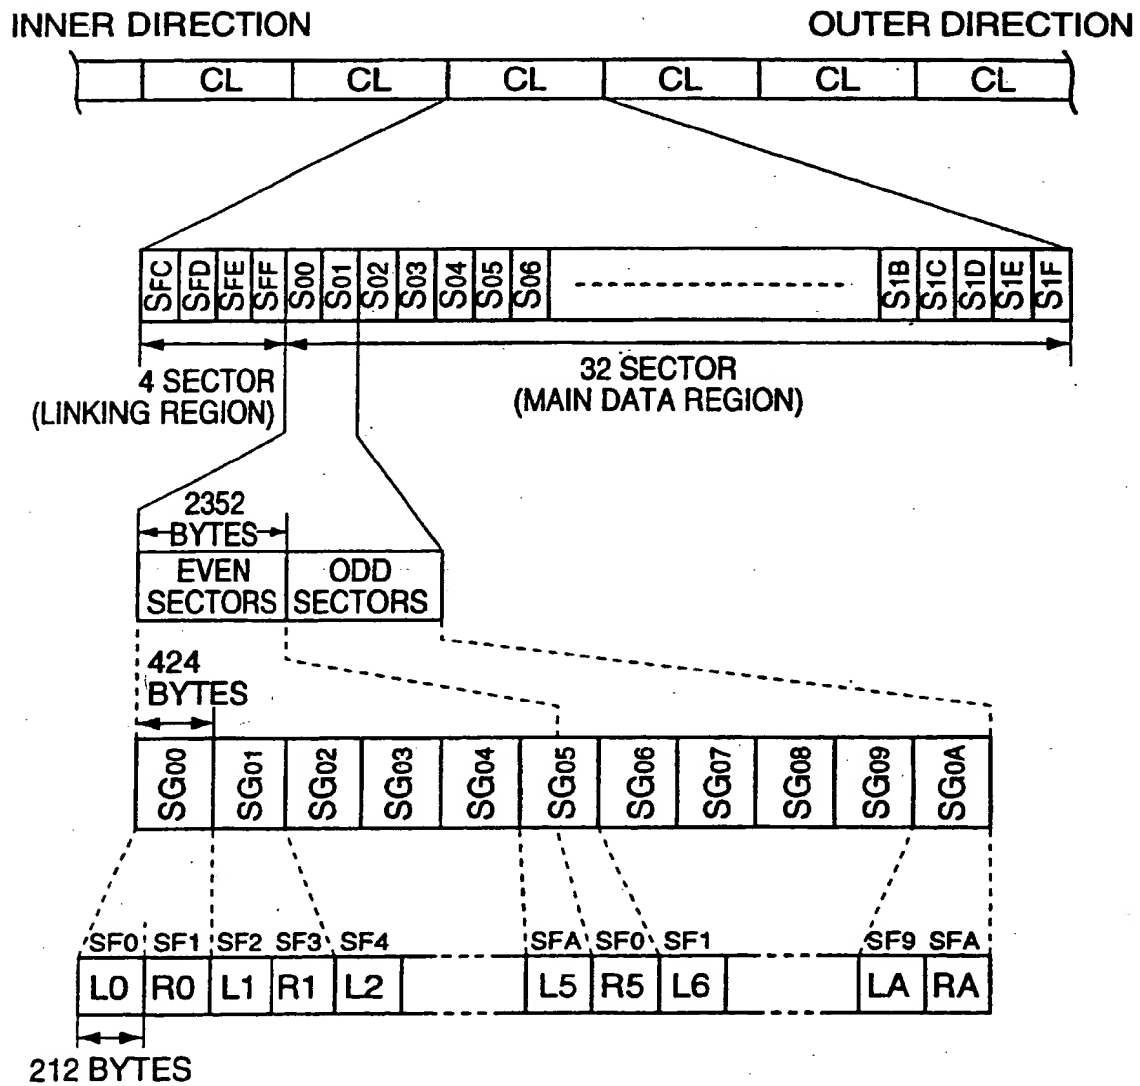 INNER DIRECTION OUTER DIRECTION
CL CL CL CL CL CL
SFC SFD SFE SFF S00 S01 S02 S03 S04 S05 S06 S1B S1C S1D S1E S1F
4 SECTOR
(LINKING REGION)
32 SECTOR
(MAIN DATA REGION)
2352
BYTES
EVEN
SECTORS
ODD
SECTORS
424
BYTES
SG00 SG01 SG02 SG03 SG04 SG05 SG06 SG07 SG08 SG09 SG0A
SF0 SF1 SF2 SF3 SF4 SFA SF0 SF1 SF9 SFA
L0 R0 L1 R1 L2 L5 R5 L6 LA RA
212 BYTES